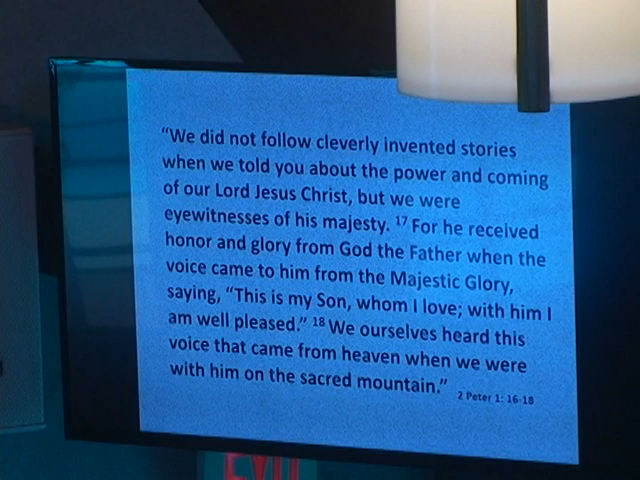 “We did not follow cleverly invented stories
when we told you about the power and coming
of our Lord Jesus Christ, but we were
eyewitnesses of his majesty. 17 For he received
honor and glory from God the Father when the
voice came to him from the Majestic Glory,
saying, “This is my Son, whom I love; with him I
am well pleased.” 18 We ourselves heard this
voice that came from heaven when we were
with him on the sacred mountain.”
2 Peter 1: 16-18
EXIT